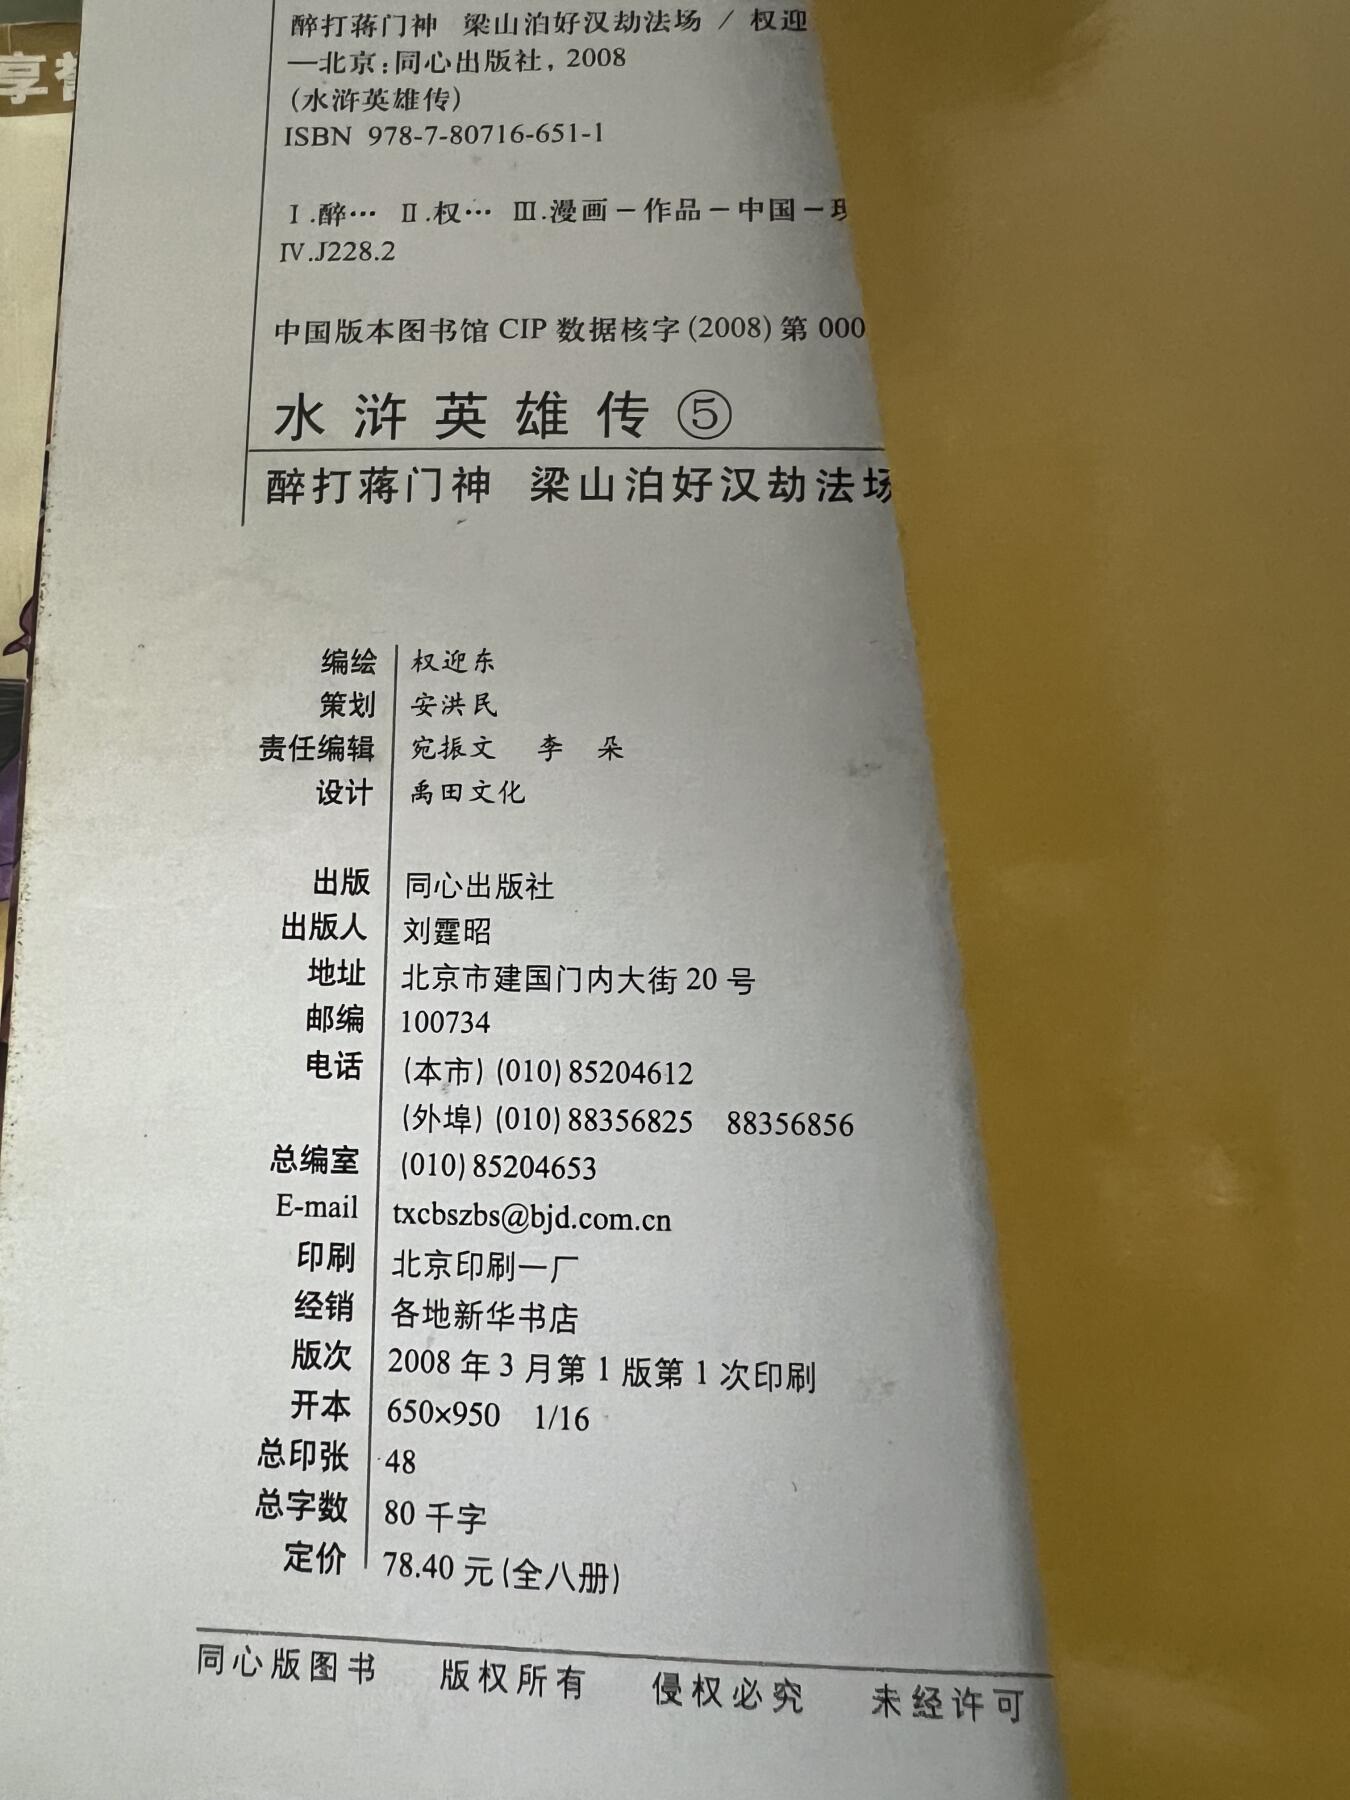 享
醉打蒋门神 梁山泊好汉劫法场 / 权迎
—北京:同心出版社, 2008
(水浒英雄传)
ISBN 978-7-80716-651-1
Ⅰ.醉… Ⅱ.权… Ⅲ.漫画－作品－中国－现
Ⅳ.J228.2
中国版本图书馆 CIP 数据核字(2008)第 000
水浒英雄传⑤
醉打蒋门神 梁山泊好汉劫法场
编绘 权迎东
策划 安洪民
责任编辑 宛振文 李 朵
设计 禹田文化
出版 同心出版社
出版人 刘霆昭
地址 北京市建国门内大街 20 号
邮编 100734
电话 (本市) (010) 85204612
(外埠) (010) 88356825 88356856
总编室 (010) 85204653
E-mail txcbszbs@bjd.com.cn
印刷 北京印刷一厂
经销 各地新华书店
版次 2008 年 3 月第 1 版第 1 次印刷
开本 650×950 1/16
总印张 48
总字数 80 千字
定价 78.40 元(全八册)
同心版图书 版权所有 侵权必究 未经许可